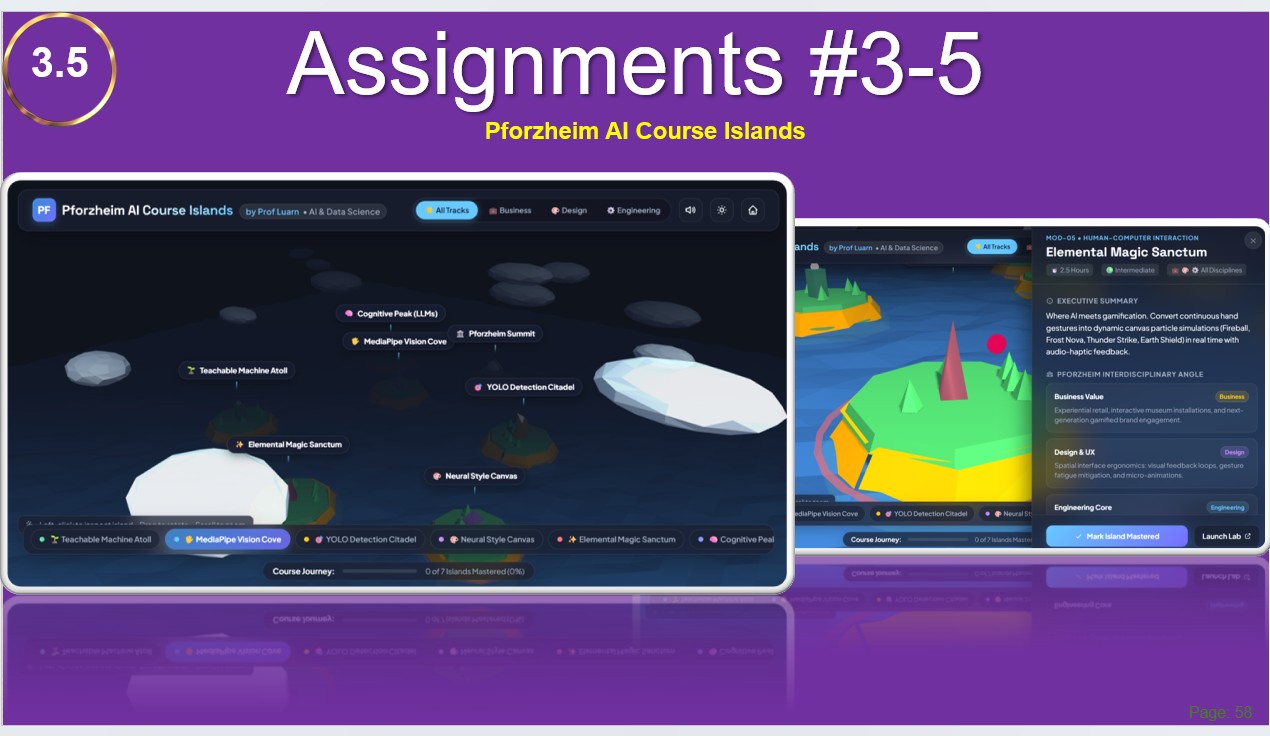 3.5
Assignments #3-5
Pforzheim AI Course Islands
PF Pforzheim AI Course Islands by Prof Luarn • AI & Data Science All Tracks Business Design Engineering
Cognitive Peak (LLMs)
Pforzheim Summit
MediaPipe Vision Cove
Teachable Machine Atoll
YOLO Detection Citadel
Elemental Magic Sanctum
Neural Style Canvas
Teachable Machine Atoll MediaPipe Vision Cove YOLO Detection Citadel Neural Style Canvas Elemental Magic Sanctum Cognitive Peal
Course Journey: 0 of 7 Islands Mastered (0%)
ands by Prof Luarn • AI & Data Science All Tracks
MOD-05 • HUMAN-COMPUTER INTERACTION
Elemental Magic Sanctum
2.5 Hours Intermediate All Disciplines
EXECUTIVE SUMMARY
Where AI meets gamification. Convert continuous hand
gestures into dynamic canvas particle simulations (Fireball,
Frost Nova, Thunder Strike, Earth Shield) in real time with
audio-haptic feedback.
PFORZHEIM INTERDISCIPLINARY ANGLE
Business Value Business
Experiential retail, interactive museum installations, and next-
generation gamified brand engagement.
Design & UX Design
Spatial interface ergonomics: visual feedback loops, gesture
fatigue mitigation, and micro-animations.
Engineering Core Engineering
Mark Island Mastered Launch Lab
ediaPipe Vision Cove YOLO Detection Citadel Neural St
Course Journey: 0 of 7 Islands Master
Page: 58